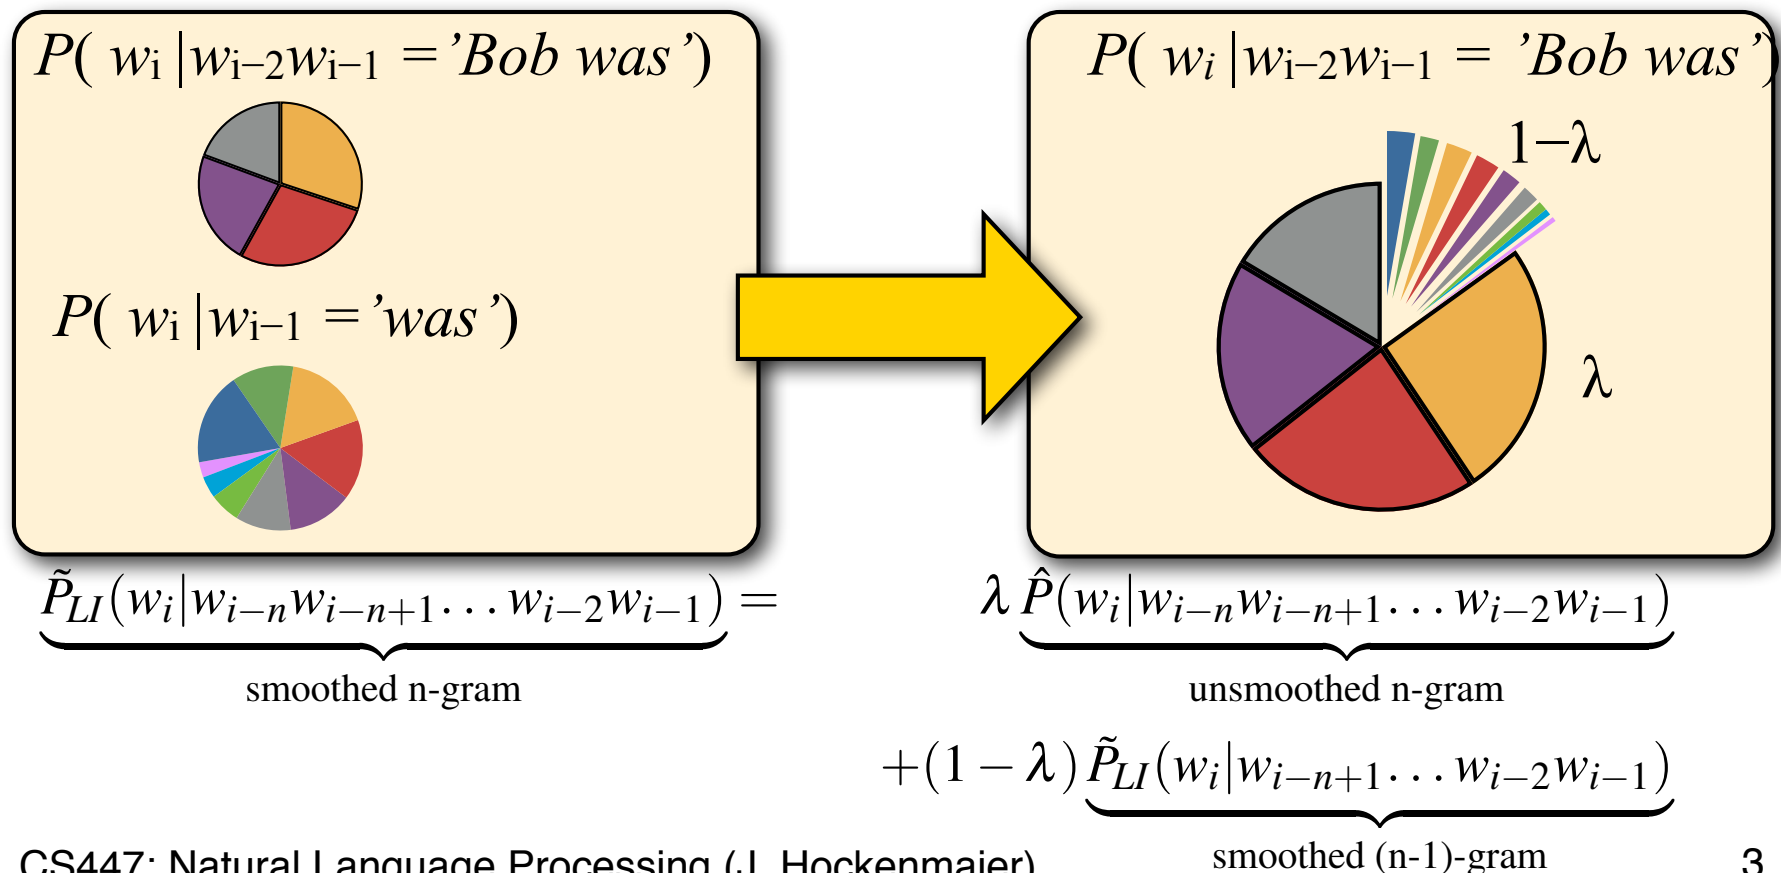 P( wi |wi−2wi−1 = 'Bob was')
P( wi |wi−1 = 'was')
P( wi |wi−2wi−1 = 'Bob was')
1−λ
λ
P̃LI(wi|wi−nwi−n+1...wi−2wi−1) = λ P̂(wi|wi−nwi−n+1...wi−2wi−1)
smoothed n-gram
unsmoothed n-gram
+(1 − λ) P̃LI(wi|wi−n+1...wi−2wi−1)
smoothed (n-1)-gram
CS447: Natural Language Processing (J. Hockenmaier)
3